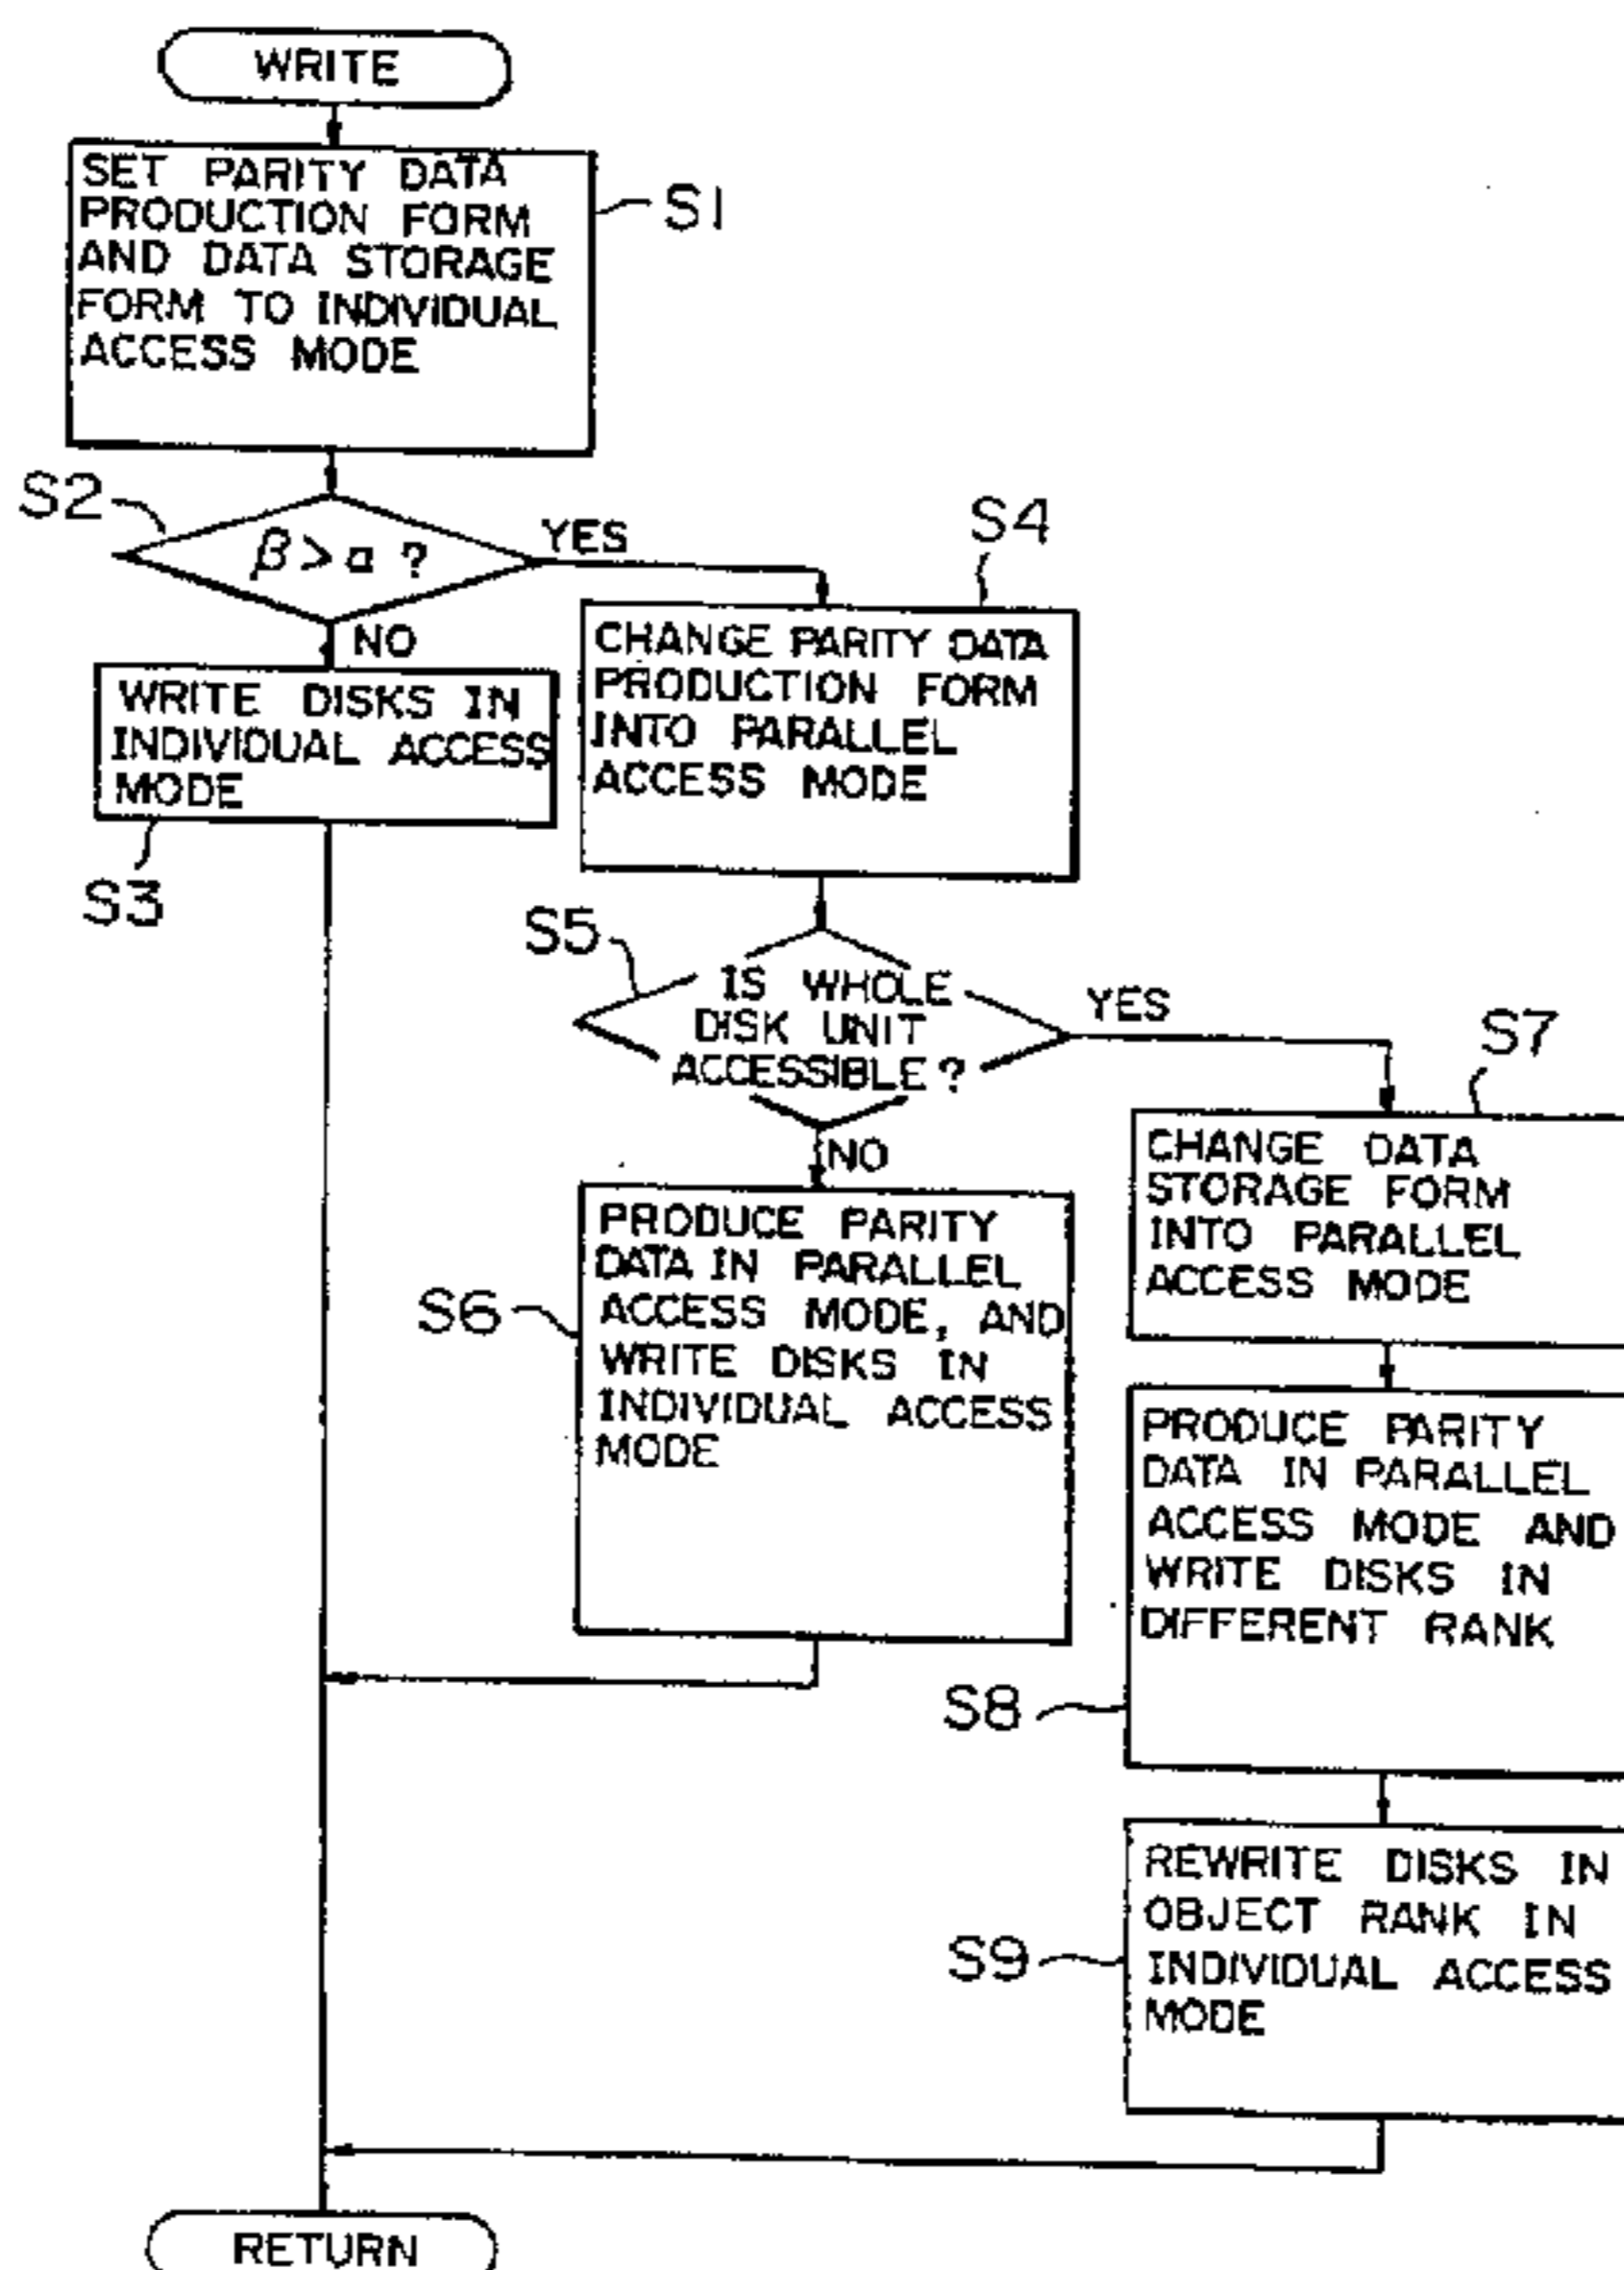 WRITE
SET PARITY DATA
PRODUCTION FORM
AND DATA STORAGE
FORM TO INDIVIDUAL
ACCESS MODE
S1
S2
β > α ?
YES
NO
WRITE DISKS IN
INDIVIDUAL ACCESS
MODE
S3
S4
CHANGE PARITY DATA
PRODUCTION FORM
INTO PARALLEL
ACCESS MODE
S5
IS WHOLE
DISK UNIT
ACCESSIBLE?
YES
NO
S6
PRODUCE PARITY
DATA IN PARALLEL
ACCESS MODE, AND
WRITE DISKS IN
INDIVIDUAL ACCESS
MODE
S7
CHANGE DATA
STORAGE FORM
INTO PARALLEL
ACCESS MODE
PRODUCE PARITY
DATA IN PARALLEL
ACCESS MODE AND
WRITE DISKS IN
DIFFERENT RANK
S8
REWRITE DISKS IN
OBJECT RANK IN
INDIVIDUAL ACCESS
MODE
S9
RETURN